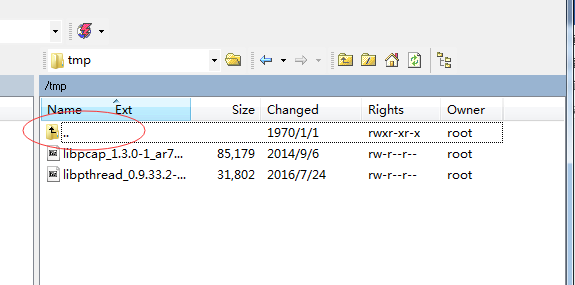 tmp
/tmp
Name Ext Size Changed Rights Owner
.. 1970/1/1 rwxr-xr-x root
libpcap_1.3.0-1_ar7... 85,179 2014/9/6 rw-r--r-- root
libpthread_0.9.33.2-... 31,802 2016/7/24 rw-r--r-- root